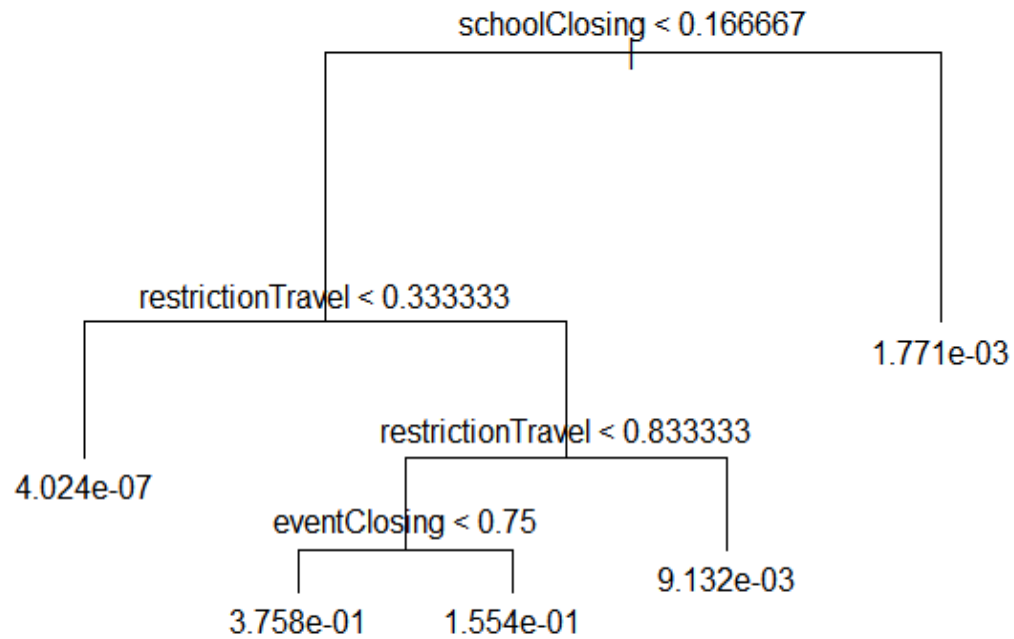 schoolClosing < 0.166667
restrictionTravel < 0.333333
1.771e-03
restrictionTravel < 0.833333
4.024e-07
eventClosing < 0.75
9.132e-03
3.758e-01
1.554e-01